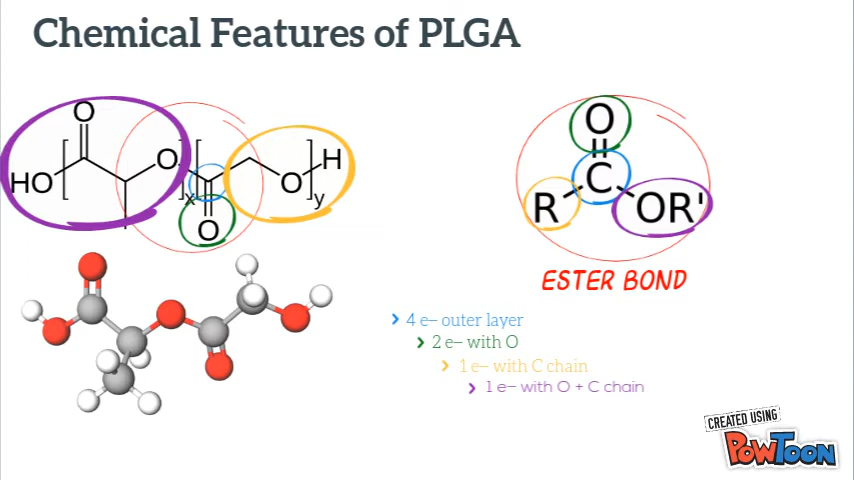 Chemical Features of PLGA
O
O
HO
O
O
H
x
y
O
O
C
R
OR'
ESTER BOND
4 e– outer layer
2 e– with O
1 e– with C chain
1 e– with O + C chain
CREATED USING
POWTOON